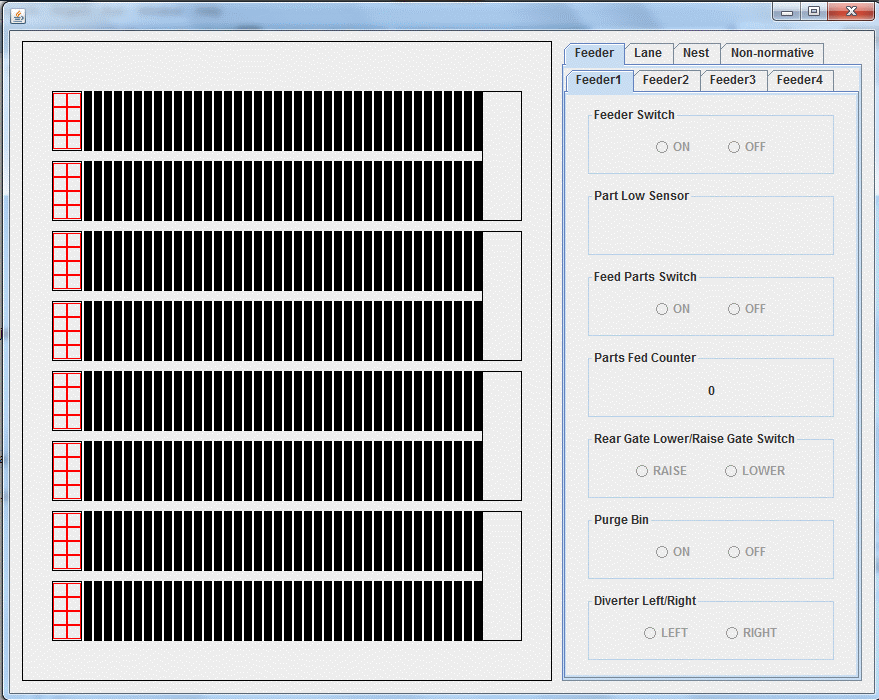 Feeder Lane Nest Non-normative
Feeder1 Feeder2 Feeder3 Feeder4
Feeder Switch
ON OFF
Part Low Sensor
Feed Parts Switch
ON OFF
Parts Fed Counter
0
Rear Gate Lower/Raise Gate Switch
RAISE LOWER
Purge Bin
ON OFF
Diverter Left/Right
LEFT RIGHT